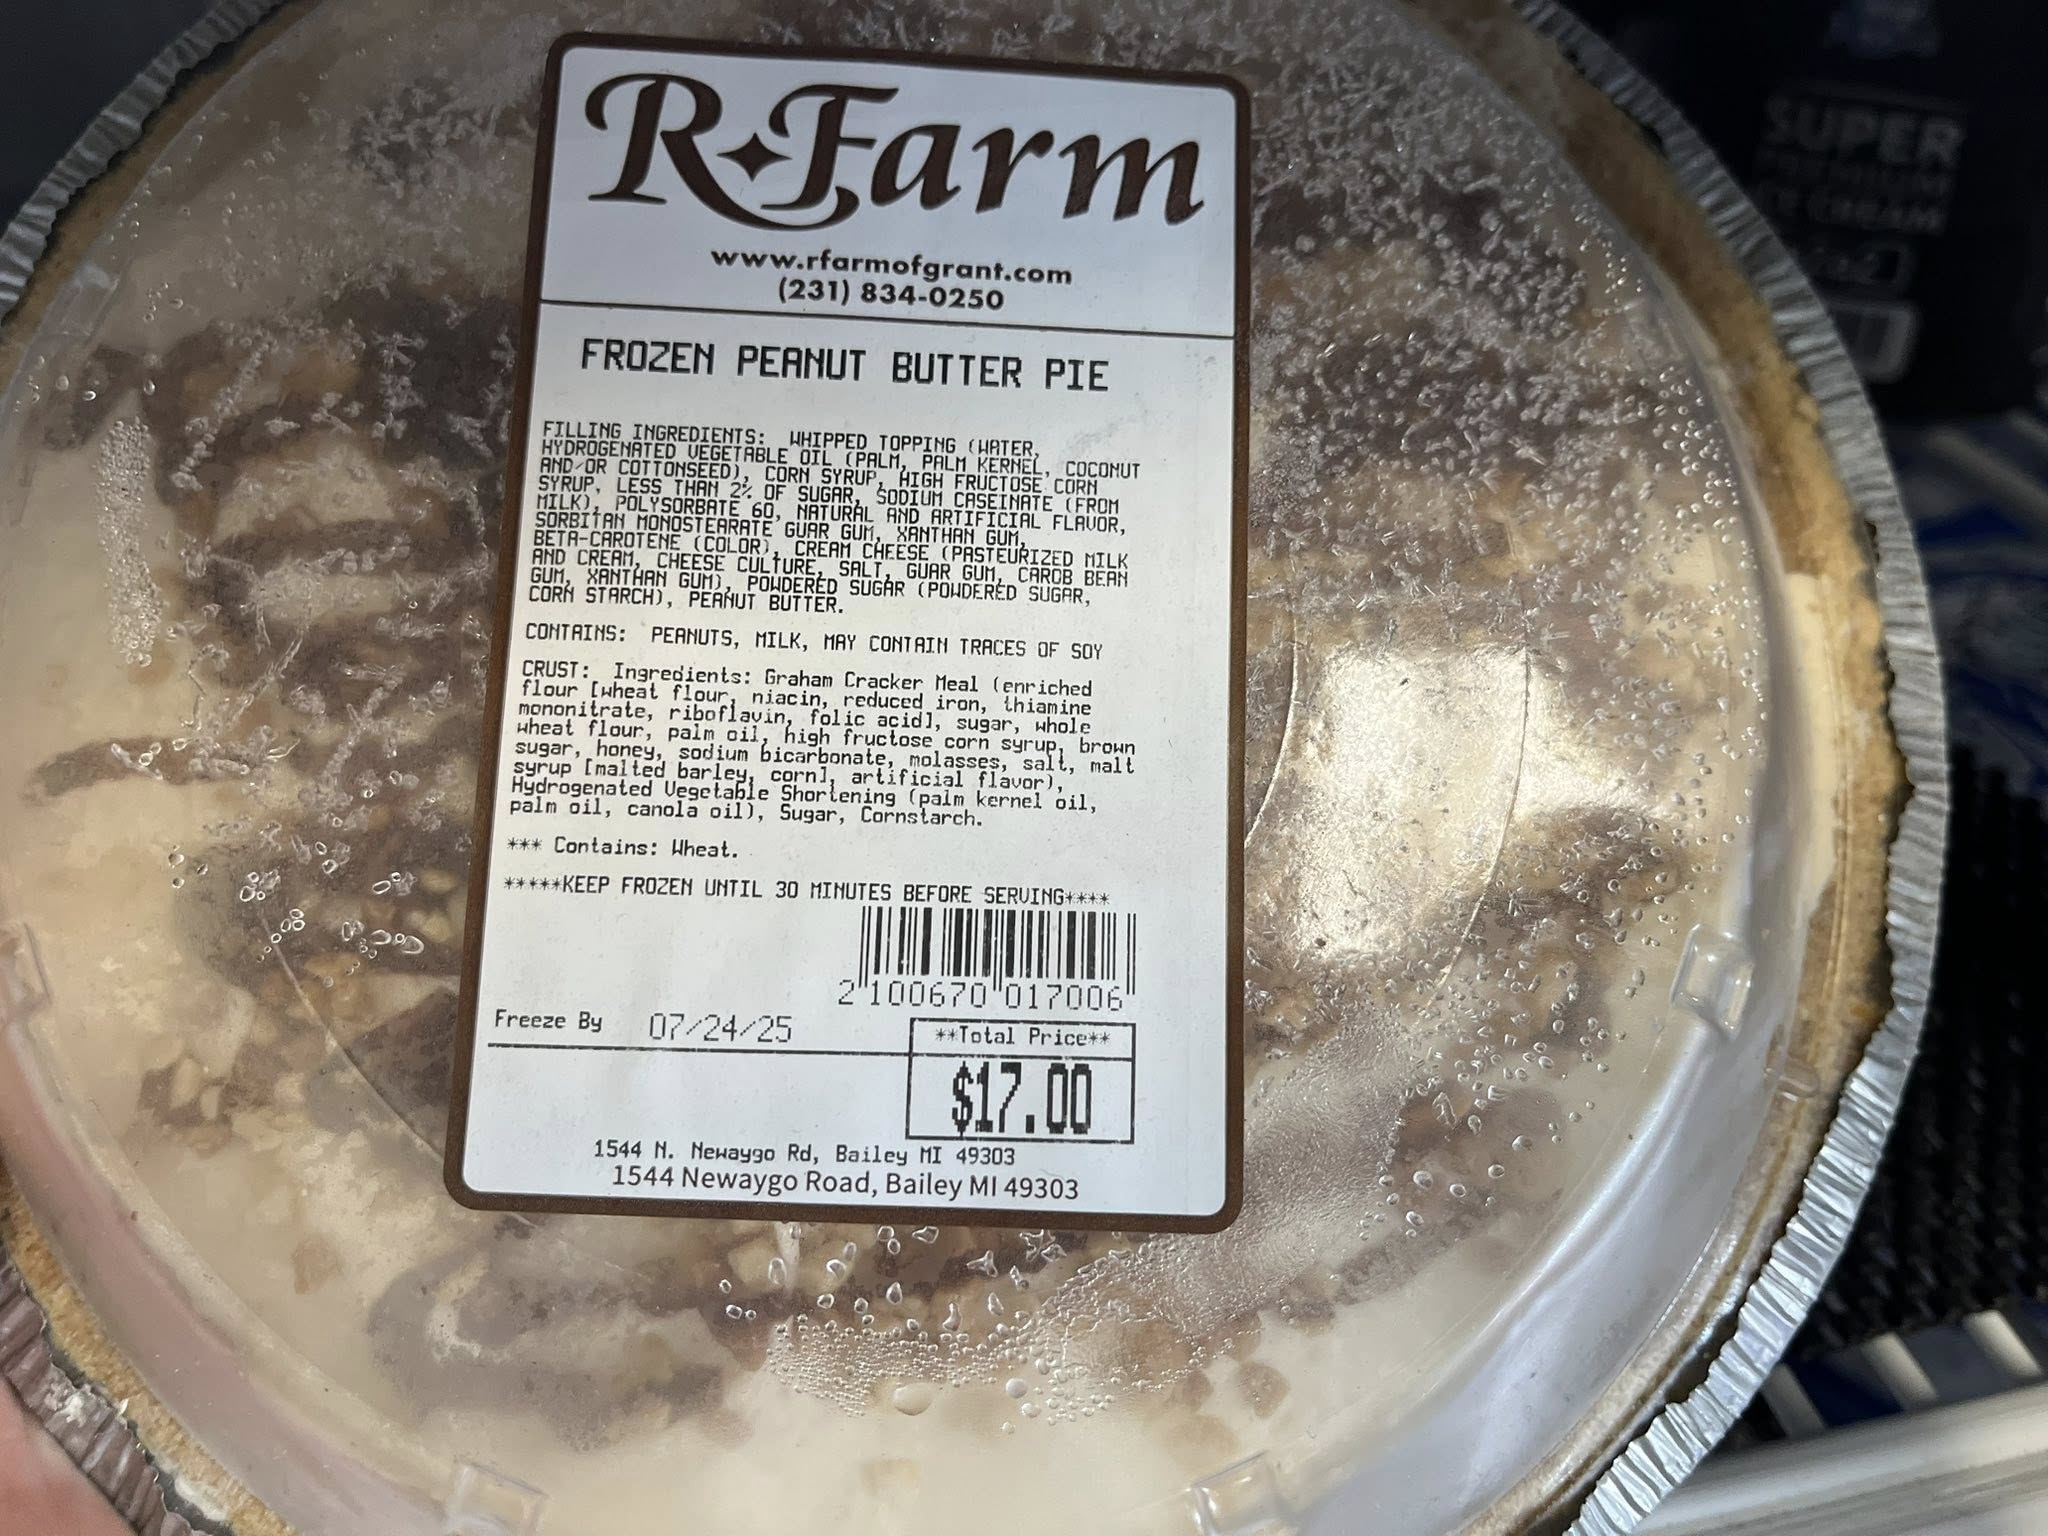 R✦Farm
www.rfarmofgrant.com
(231) 834-0250
FROZEN PEANUT BUTTER PIE
FILLING INGREDIENTS: WHIPPED TOPPING (WATER,
HYDROGENATED VEGETABLE OIL (PALM, PALM KERNEL, COCONUT
AND/OR COTTONSEED), CORN SYRUP, HIGH FRUCTOSE CORN
SYRUP, LESS THAN 2% OF SUGAR, SODIUM CASEINATE (FROM
MILK), POLYSORBATE 60, NATURAL AND ARTIFICIAL FLAVOR,
SORBITAN MONOSTEARATE GUAR GUM, XANTHAN GUM,
BETA-CAROTENE (COLOR), CREAM CHEESE (PASTEURIZED MILK
AND CREAM, CHEESE CULTURE, SALT, GUAR GUM, CAROB BEAN
GUM, XANTHAN GUM), POWDERED SUGAR (POWDERED SUGAR,
CORN STARCH), PEANUT BUTTER.
CONTAINS: PEANUTS, MILK, MAY CONTAIN TRACES OF SOY
CRUST: Ingredients: Graham Cracker Meal (enriched
flour [wheat flour, niacin, reduced iron, thiamine
mononitrate, riboflavin, folic acid], sugar, whole
wheat flour, palm oil, high fructose corn syrup, brown
sugar, honey, sodium bicarbonate, molasses, salt, malt
syrup [malted barley, corn], artificial flavor),
Hydrogenated Vegetable Shortening (palm kernel oil,
palm oil, canola oil), Sugar, Cornstarch.
*** Contains: Wheat.
*****KEEP FROZEN UNTIL 30 MINUTES BEFORE SERVING****
2 100670 017006
Freeze By 07/24/25
**Total Price**
$17.00
1544 N. Newaygo Rd, Bailey MI 49303
1544 Newaygo Road, Bailey MI 49303
SUPER
PREMIUM
ICE CREAM